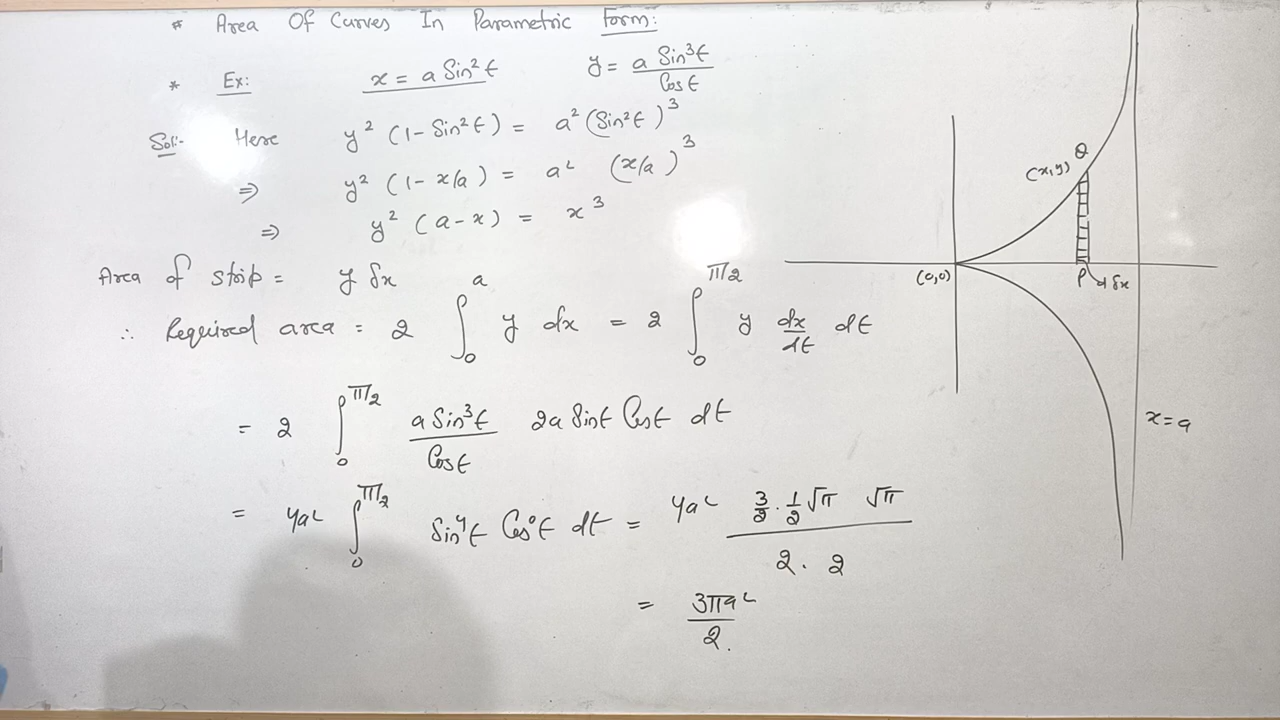 * Area Of Curves In Parametric Form:
* Ex: x = a Sin²t y = a Sin³t / Cos t
Sol:- Here y² (1 - Sin²t) = a² (Sin²t)³
⇒ y² (1 - x/a) = a² (x/a)³
⇒ y² (a - x) = x³
Area of strip = y δx
∴ Required area = 2 ∫₀^a y dx = 2 ∫₀^π/2 y dx/dt dt
= 2 ∫₀^π/2 a Sin³t / Cos t 2a Sint Cost dt
= 4a² ∫₀^π/2 Sin⁴t Cos⁰t dt = 4a² 3/2 · 1/2 √π √π / 2 · 2
= 3πa² / 2.
Q
(x,y)
(0,0)
P
δx
x = a